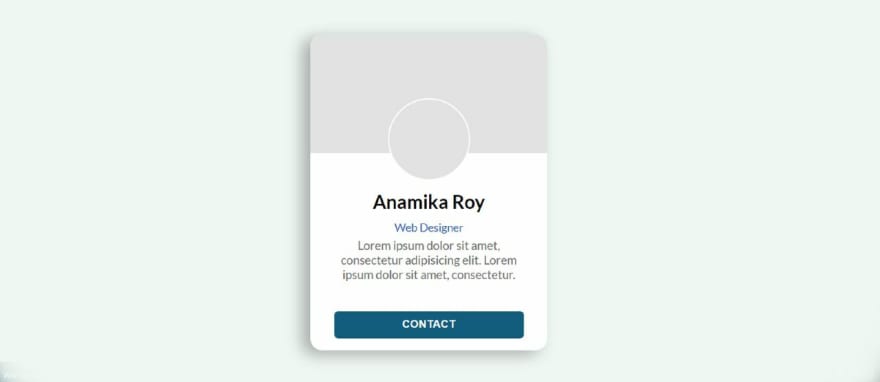 Anamika Roy
Web Designer
Lorem ipsum dolor sit amet,
consectetur adipisicing elit. Lorem
ipsum dolor sit amet, consectetur.
CONTACT